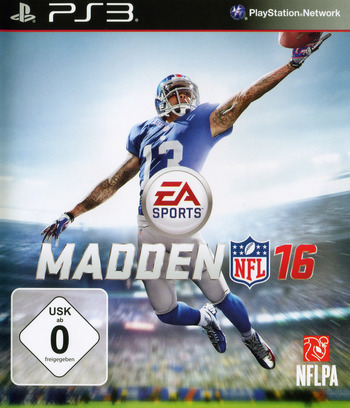 PS3
PlayStation Network
13
EA
SPORTS
MADDEN NFL 16
USK
ab
0
freigegeben
NFLPA